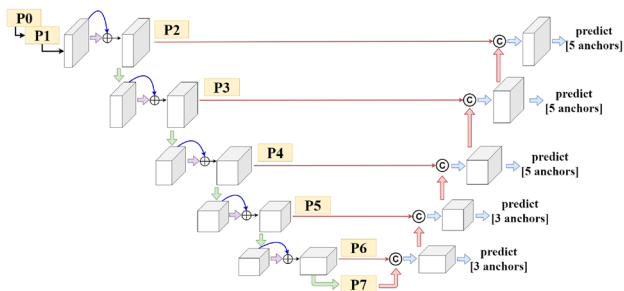 P0
P1
P2
C
predict
[5 anchors]
P3
C
predict
[5 anchors]
P4
C
predict
[5 anchors]
P5
C
predict
[3 anchors]
P6
C
predict
[3 anchors]
P7